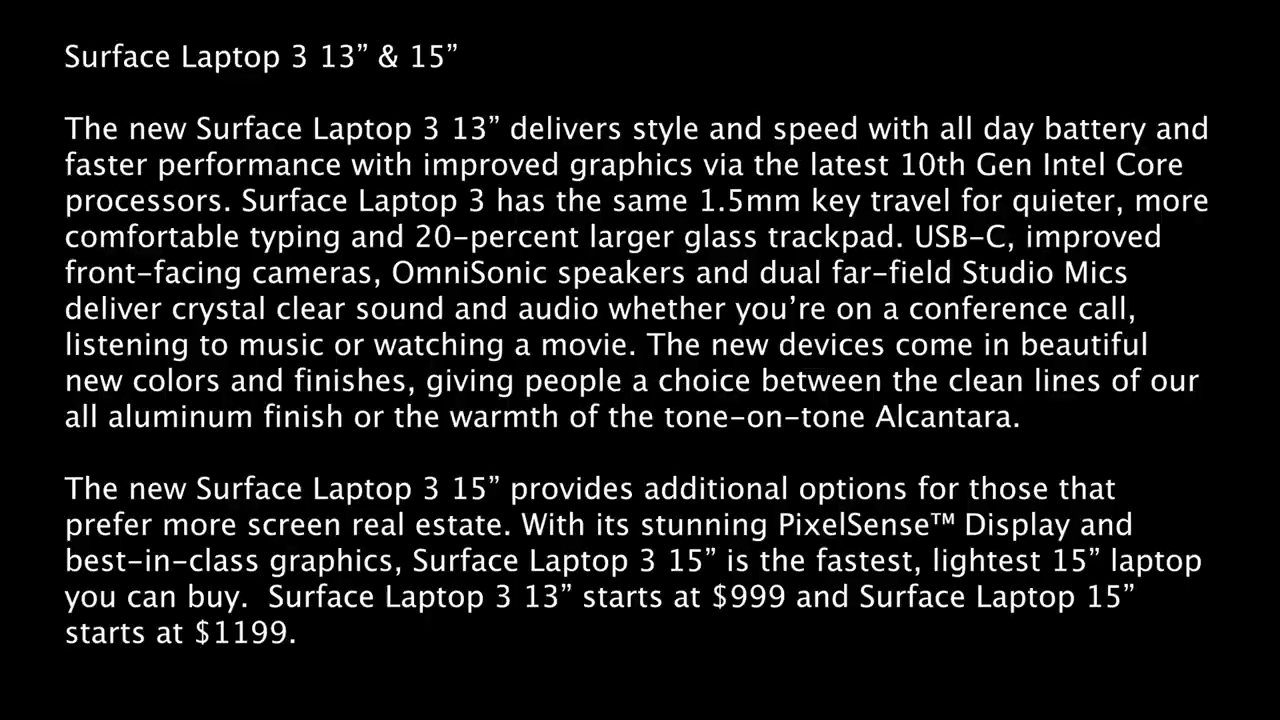 Surface Laptop 3 13” & 15”
The new Surface Laptop 3 13” delivers style and speed with all day battery and
faster performance with improved graphics via the latest 10th Gen Intel Core
processors. Surface Laptop 3 has the same 1.5mm key travel for quieter, more
comfortable typing and 20-percent larger glass trackpad. USB-C, improved
front-facing cameras, OmniSonic speakers and dual far-field Studio Mics
deliver crystal clear sound and audio whether you’re on a conference call,
listening to music or watching a movie. The new devices come in beautiful
new colors and finishes, giving people a choice between the clean lines of our
all aluminum finish or the warmth of the tone-on-tone Alcantara.
The new Surface Laptop 3 15” provides additional options for those that
prefer more screen real estate. With its stunning PixelSense™ Display and
best-in-class graphics, Surface Laptop 3 15” is the fastest, lightest 15” laptop
you can buy.  Surface Laptop 3 13” starts at $999 and Surface Laptop 15”
starts at $1199.